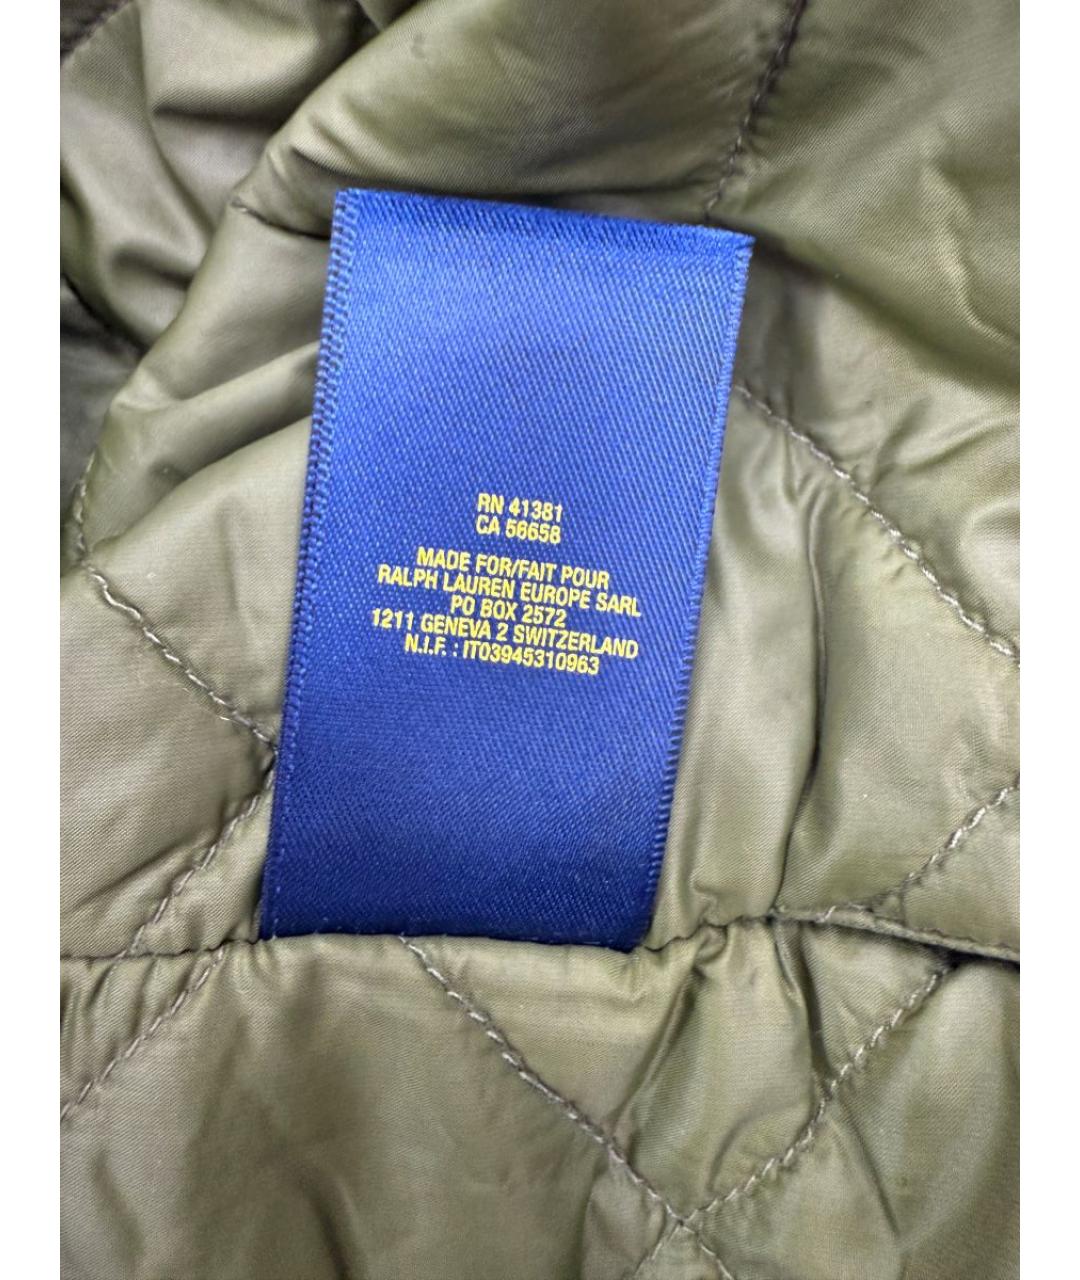 RN 41381
CA 56658
MADE FOR/FAIT POUR
RALPH LAUREN EUROPE SARL
PO BOX 2572
1211 GENEVA 2 SWITZERLAND
N.I.F. : IT03945310963